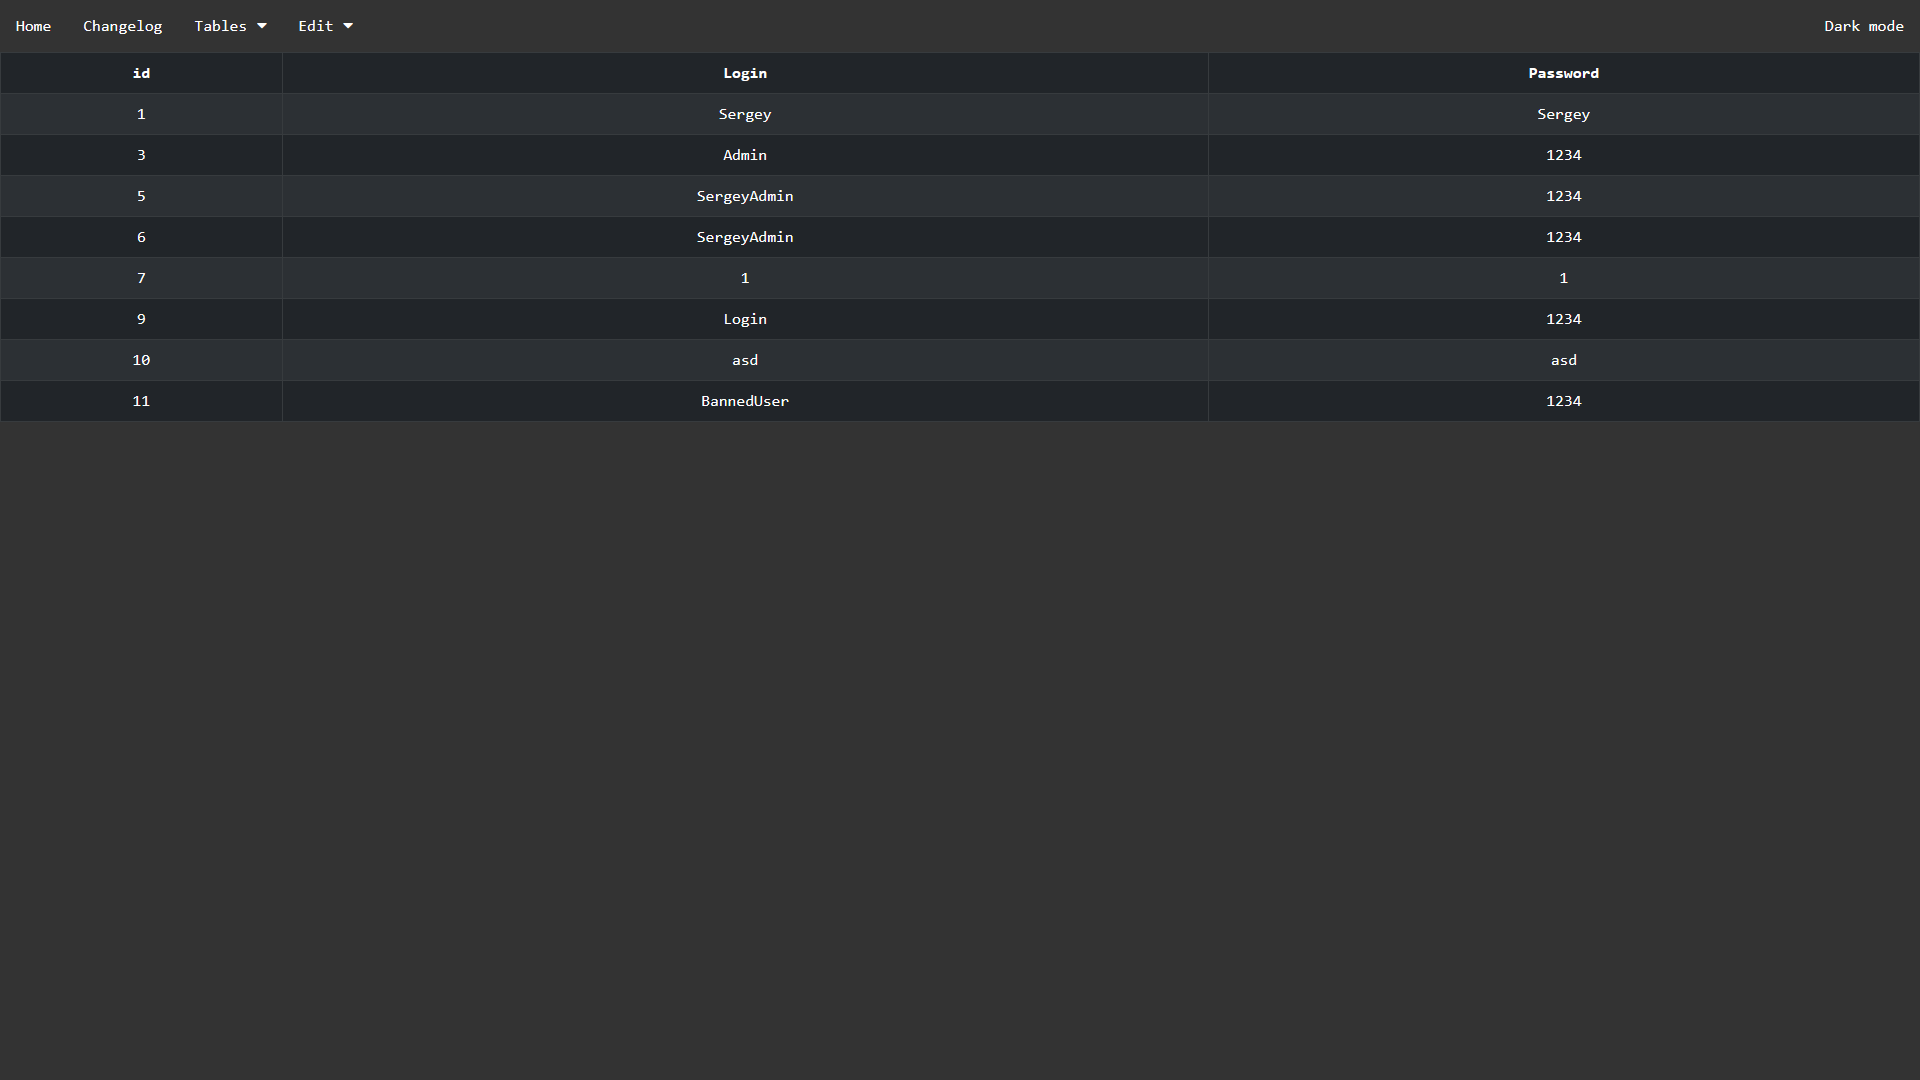 Home Changelog Tables Edit Dark mode
id Login Password
1 Sergey Sergey
3 Admin 1234
5 SergeyAdmin 1234
6 SergeyAdmin 1234
7 1 1
9 Login 1234
10 asd asd
11 BannedUser 1234